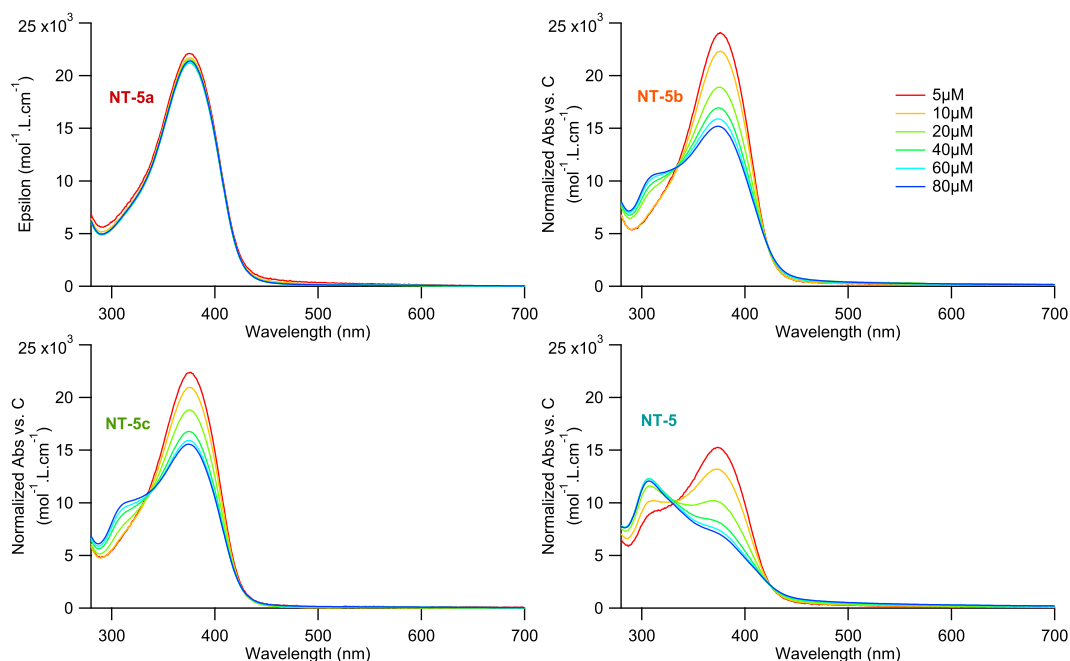 25 x10³
20
15
10
5
0
Epsilon (mol⁻¹.L.cm⁻¹)
NT-5a
300
400
500
600
700
Wavelength (nm)
25 x10³
20
15
10
5
0
Normalized Abs vs. C
(mol⁻¹.L.cm⁻¹)
NT-5b
5µM
10µM
20µM
40µM
60µM
80µM
300
400
500
600
700
Wavelength (nm)
25 x10³
20
15
10
5
0
Normalized Abs vs. C
(mol⁻¹.L.cm⁻¹)
NT-5c
300
400
500
600
700
Wavelength (nm)
25 x10³
20
15
10
5
0
Normalized Abs vs. C
(mol⁻¹.L.cm⁻¹)
NT-5
300
400
500
600
700
Wavelength (nm)